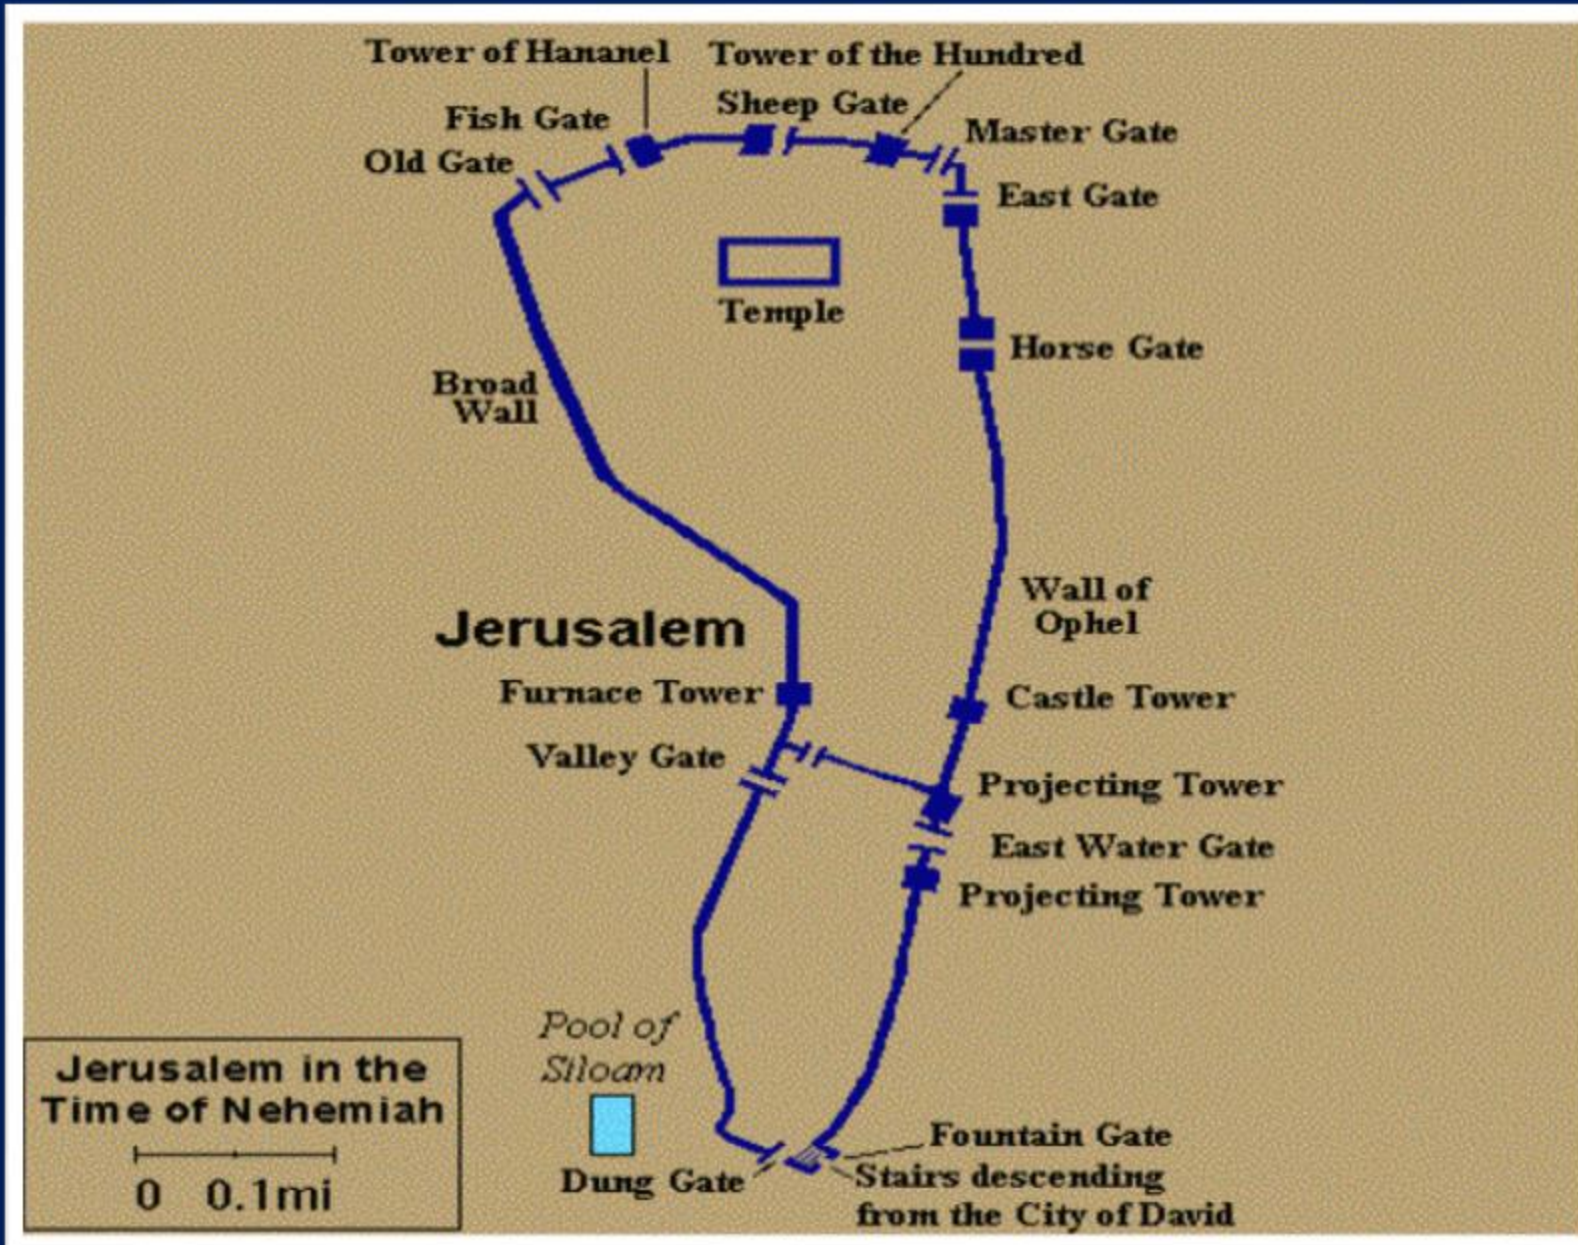 Tower of Hananel
Tower of the Hundred
Sheep Gate
Fish Gate
Master Gate
Old Gate
East Gate
Temple
Horse Gate
Broad
Wall
Wall of
Ophel
Jerusalem
Furnace Tower
Castle Tower
Valley Gate
Projecting Tower
East Water Gate
Projecting Tower
Pool of
Siloam
Jerusalem in the
Time of Nehemiah
0 0.1mi
Fountain Gate
Dung Gate
Stairs descending
from the City of David